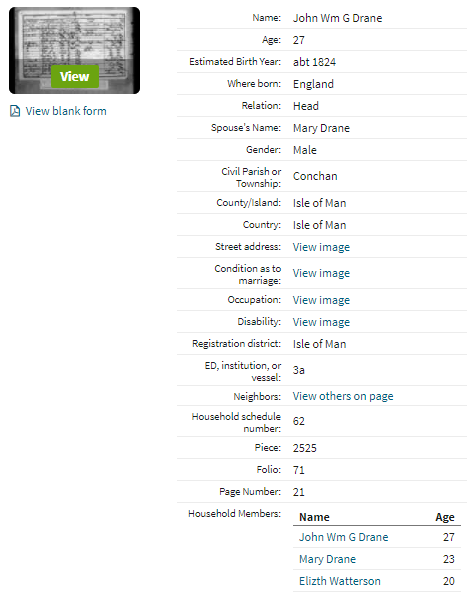 View
View blank form
Name: John Wm G Drane
Age: 27
Estimated Birth Year: abt 1824
Where born: England
Relation: Head
Spouse's Name: Mary Drane
Gender: Male
Civil Parish or
Township: Conchan
County/Island: Isle of Man
Country: Isle of Man
Street address: View image
Condition as to
marriage: View image
Occupation: View image
Disability: View image
Registration district: Isle of Man
ED, institution, or
vessel: 3a
Neighbors: View others on page
Household schedule
number: 62
Piece: 2525
Folio: 71
Page Number: 21
Household Members: Name Age
John Wm G Drane 27
Mary Drane 23
Elizth Watterson 20